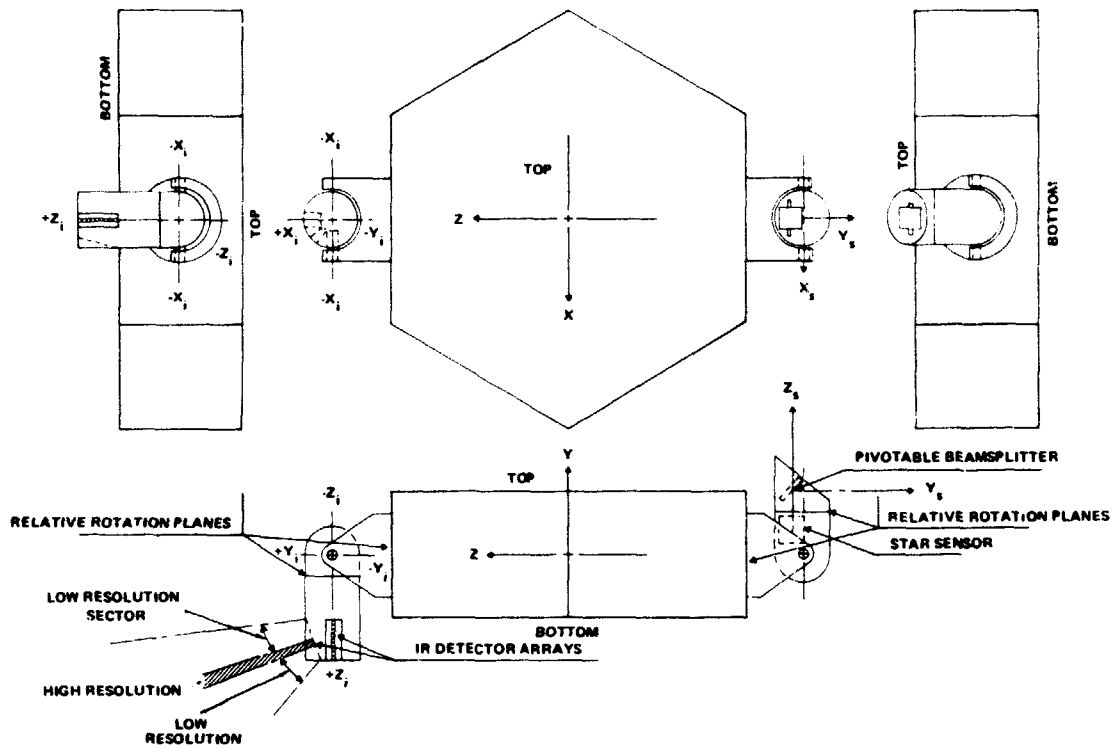 BOTTOM
-Xi
+Zi
TOP
-Zi
-Xi
-Xi
+Xi
-Yi
-Xi
TOP
Z
X
Ys
Xs
TOP
BOTTOM
Zs
PIVOTABLE BEAMSPLITTER
Y
TOP
-Zi
Ys
RELATIVE ROTATION PLANES
RELATIVE ROTATION PLANES
+Yi
-Yi
Z
STAR SENSOR
LOW RESOLUTION
SECTOR
BOTTOM
IR DETECTOR ARRAYS
+Zi
HIGH RESOLUTION
LOW
RESOLUTION